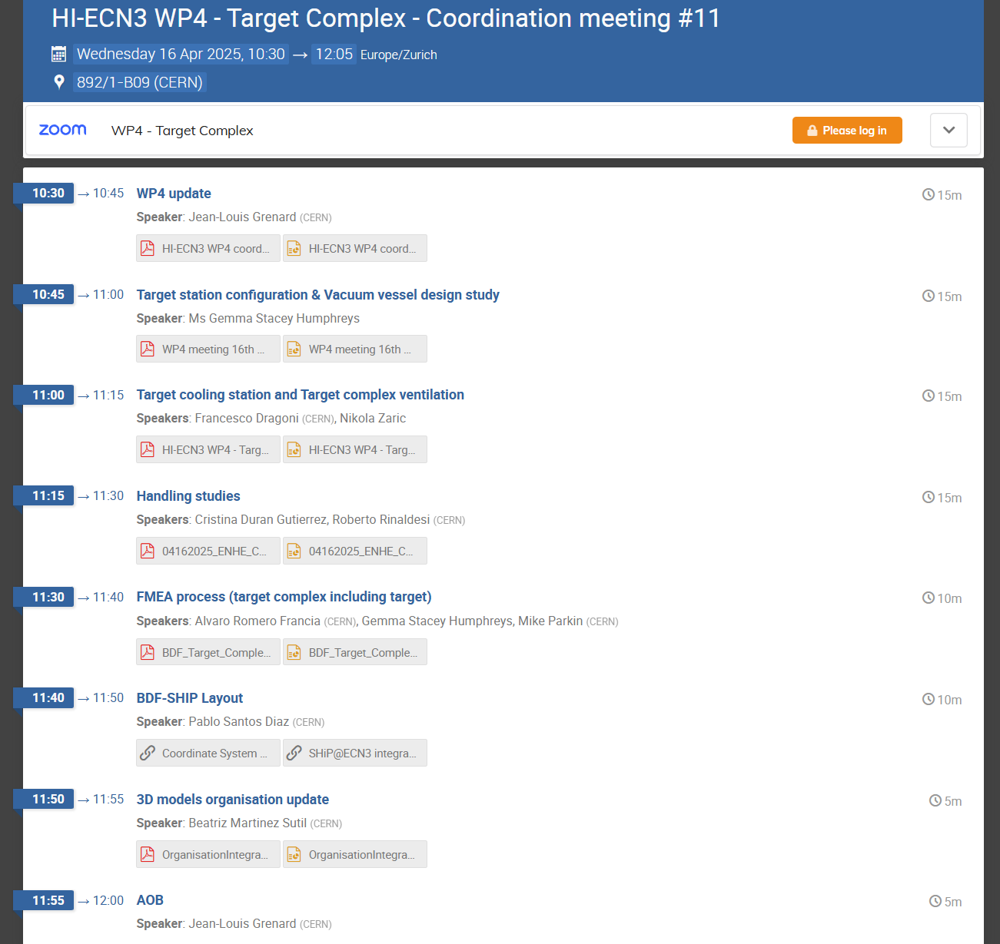 HI-ECN3 WP4 - Target Complex - Coordination meeting #11
Wednesday 16 Apr 2025, 10:30 → 12:05 Europe/Zurich
892/1-B09 (CERN)
zoom WP4 - Target Complex Please log in
10:30 → 10:45 WP4 update 15m
Speaker: Jean-Louis Grenard (CERN)
HI-ECN3 WP4 coord... HI-ECN3 WP4 coord...
10:45 → 11:00 Target station configuration & Vacuum vessel design study 15m
Speaker: Ms Gemma Stacey Humphreys
WP4 meeting 16th ... WP4 meeting 16th ...
11:00 → 11:15 Target cooling station and Target complex ventilation 15m
Speakers: Francesco Dragoni (CERN), Nikola Zaric
HI-ECN3 WP4 - Targ... HI-ECN3 WP4 - Targ...
11:15 → 11:30 Handling studies 15m
Speakers: Cristina Duran Gutierrez, Roberto Rinaldesi (CERN)
04162025_ENHE_C... 04162025_ENHE_C...
11:30 → 11:40 FMEA process (target complex including target) 10m
Speakers: Alvaro Romero Francia (CERN), Gemma Stacey Humphreys, Mike Parkin (CERN)
BDF_Target_Comple... BDF_Target_Comple...
11:40 → 11:50 BDF-SHIP Layout 10m
Speaker: Pablo Santos Diaz (CERN)
Coordinate System ... SHiP@ECN3 integra...
11:50 → 11:55 3D models organisation update 5m
Speaker: Beatriz Martinez Sutil (CERN)
OrganisationIntegra... OrganisationIntegra...
11:55 → 12:00 AOB 5m
Speaker: Jean-Louis Grenard (CERN)